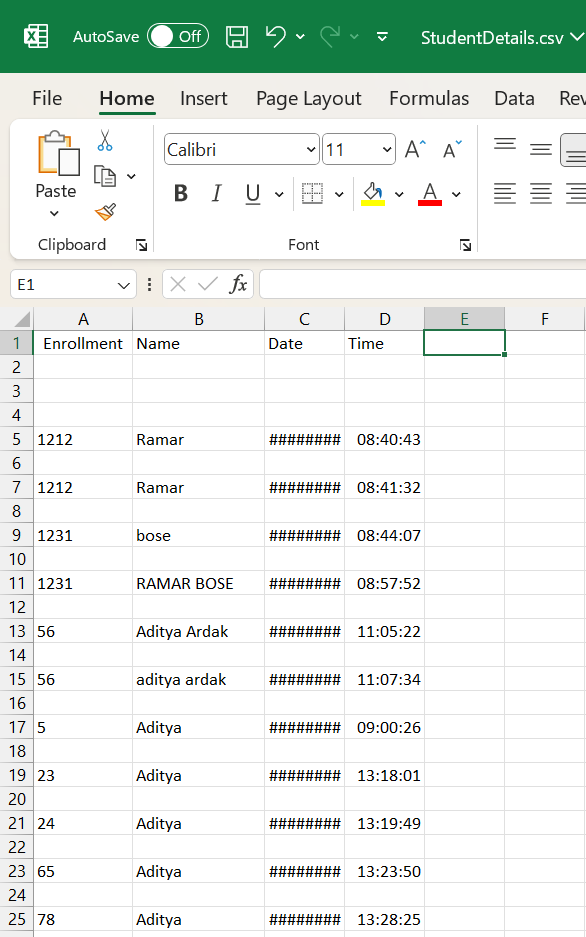 AutoSave Off StudentDetails.csv
File Home Insert Page Layout Formulas Data Rev
Calibri 11 A A
Paste B I U A
Clipboard Font
E1 fx
A B C D E F
1 Enrollment Name Date Time
2
3
4
5 1212 Ramar ######## 08:40:43
6
7 1212 Ramar ######## 08:41:32
8
9 1231 bose ######## 08:44:07
10
11 1231 RAMAR BOSE ######## 08:57:52
12
13 56 Aditya Ardak ######## 11:05:22
14
15 56 aditya ardak ######## 11:07:34
16
17 5 Aditya ######## 09:00:26
18
19 23 Aditya ######## 13:18:01
20
21 24 Aditya ######## 13:19:49
22
23 65 Aditya ######## 13:23:50
24
25 78 Aditya ######## 13:28:25